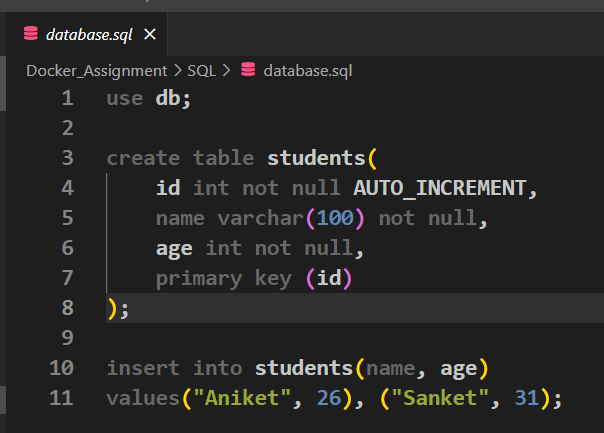 database.sql ×
Docker_Assignment > SQL > database.sql
1 use db;
2
3 create table students(
4 id int not null AUTO_INCREMENT,
5 name varchar(100) not null,
6 age int not null,
7 primary key (id)
8 );
9
10 insert into students(name, age)
11 values("Aniket", 26), ("Sanket", 31);